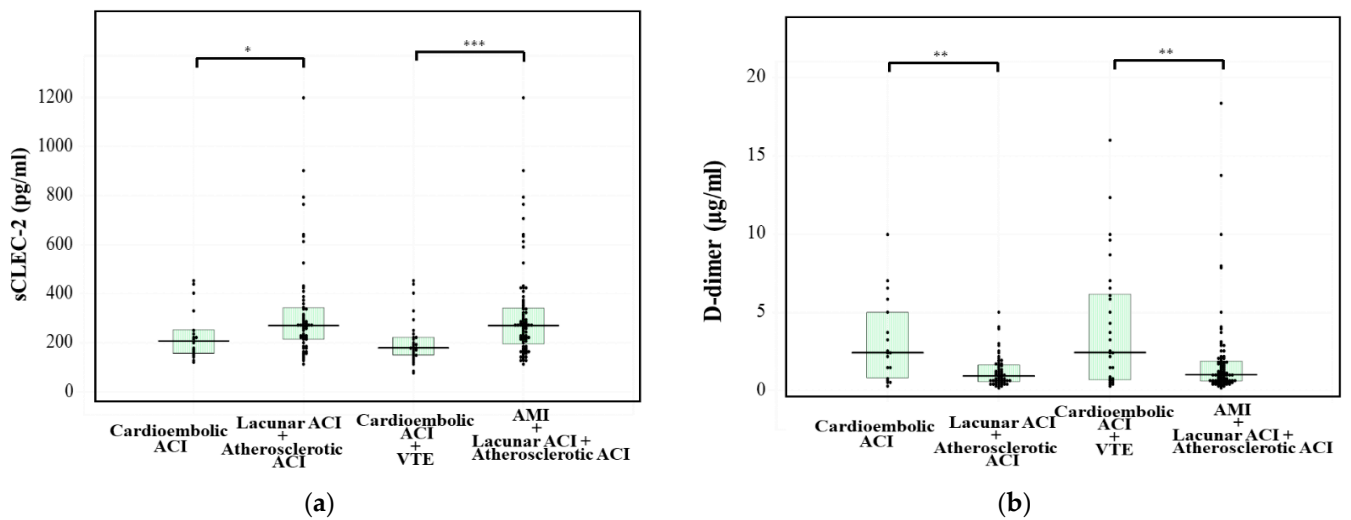 *
***
1200
1000
800
600
400
200
0
sCLEC-2 (pg/ml)
Cardioembolic
ACI
Lacunar ACI
+
Atherosclerotic
ACI
Cardioembolic
ACI
+
VTE
AMI
+
Lacunar ACI +
Atherosclerotic ACI
(a)
**
**
20
15
10
5
0
D-dimer (μg/ml)
Cardioembolic
ACI
Lacunar ACI
+
Atherosclerotic
ACI
Cardioembolic
ACI
+
VTE
AMI
+
Lacunar ACI +
Atherosclerotic ACI
(b)